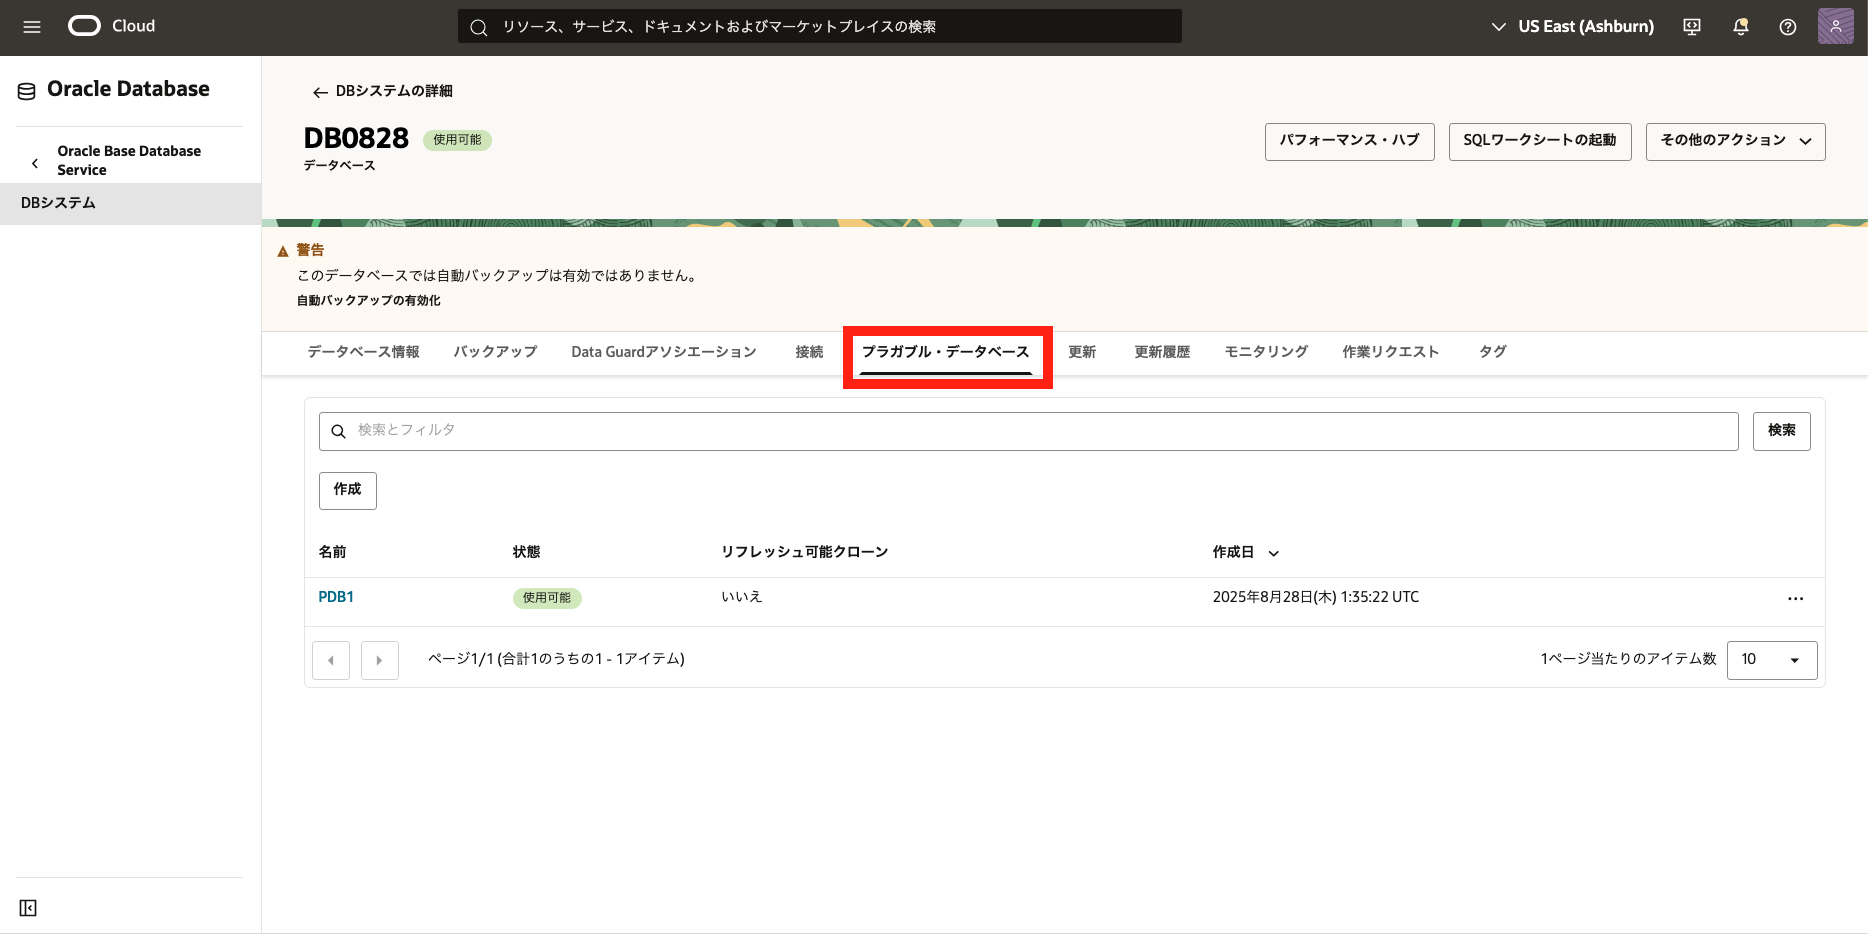 Cloud
リソース、サービス、ドキュメントおよびマーケットプレイスの検索
US East (Ashburn)
Oracle Database
Oracle Base Database
Service
DBシステム
DBシステムの詳細
DB0828
使用可能
データベース
パフォーマンス・ハブ
SQLワークシートの起動
その他のアクション
警告
このデータベースでは自動バックアップは有効ではありません。
自動バックアップの有効化
データベース情報
バックアップ
Data Guardアソシエーション
接続
プラガブル・データベース
更新
更新履歴
モニタリング
作業リクエスト
タグ
検索とフィルタ
検索
作成
名前
状態
リフレッシュ可能クローン
作成日
PDB1
使用可能
いいえ
2025年8月28日(木) 1:35:22 UTC
ページ1/1 (合計1のうちの1 - 1アイテム)
1ページ当たりのアイテム数
10